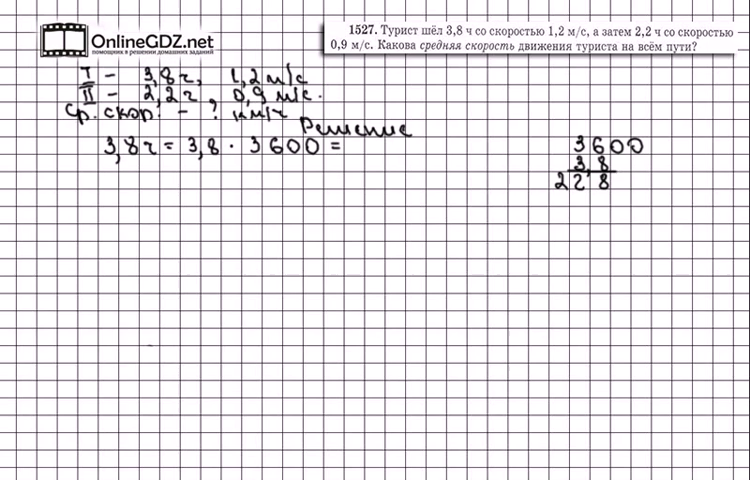 OnlineGDZ.net
помощник в решении домашних заданий
1527. Турист шёл 3,8 ч со скоростью 1,2 м/с, а затем 2,2 ч со скоростью
0,9 м/с. Какова средняя скорость движения туриста на всём пути?
I – 3,8 ч, 1,2 м/с
II – 2,2 ч 0,9 м/с.
Ср. скор. – ? км/ч
Решение
3,8 ч = 3,8 · 3600 =
3600
3,8
228